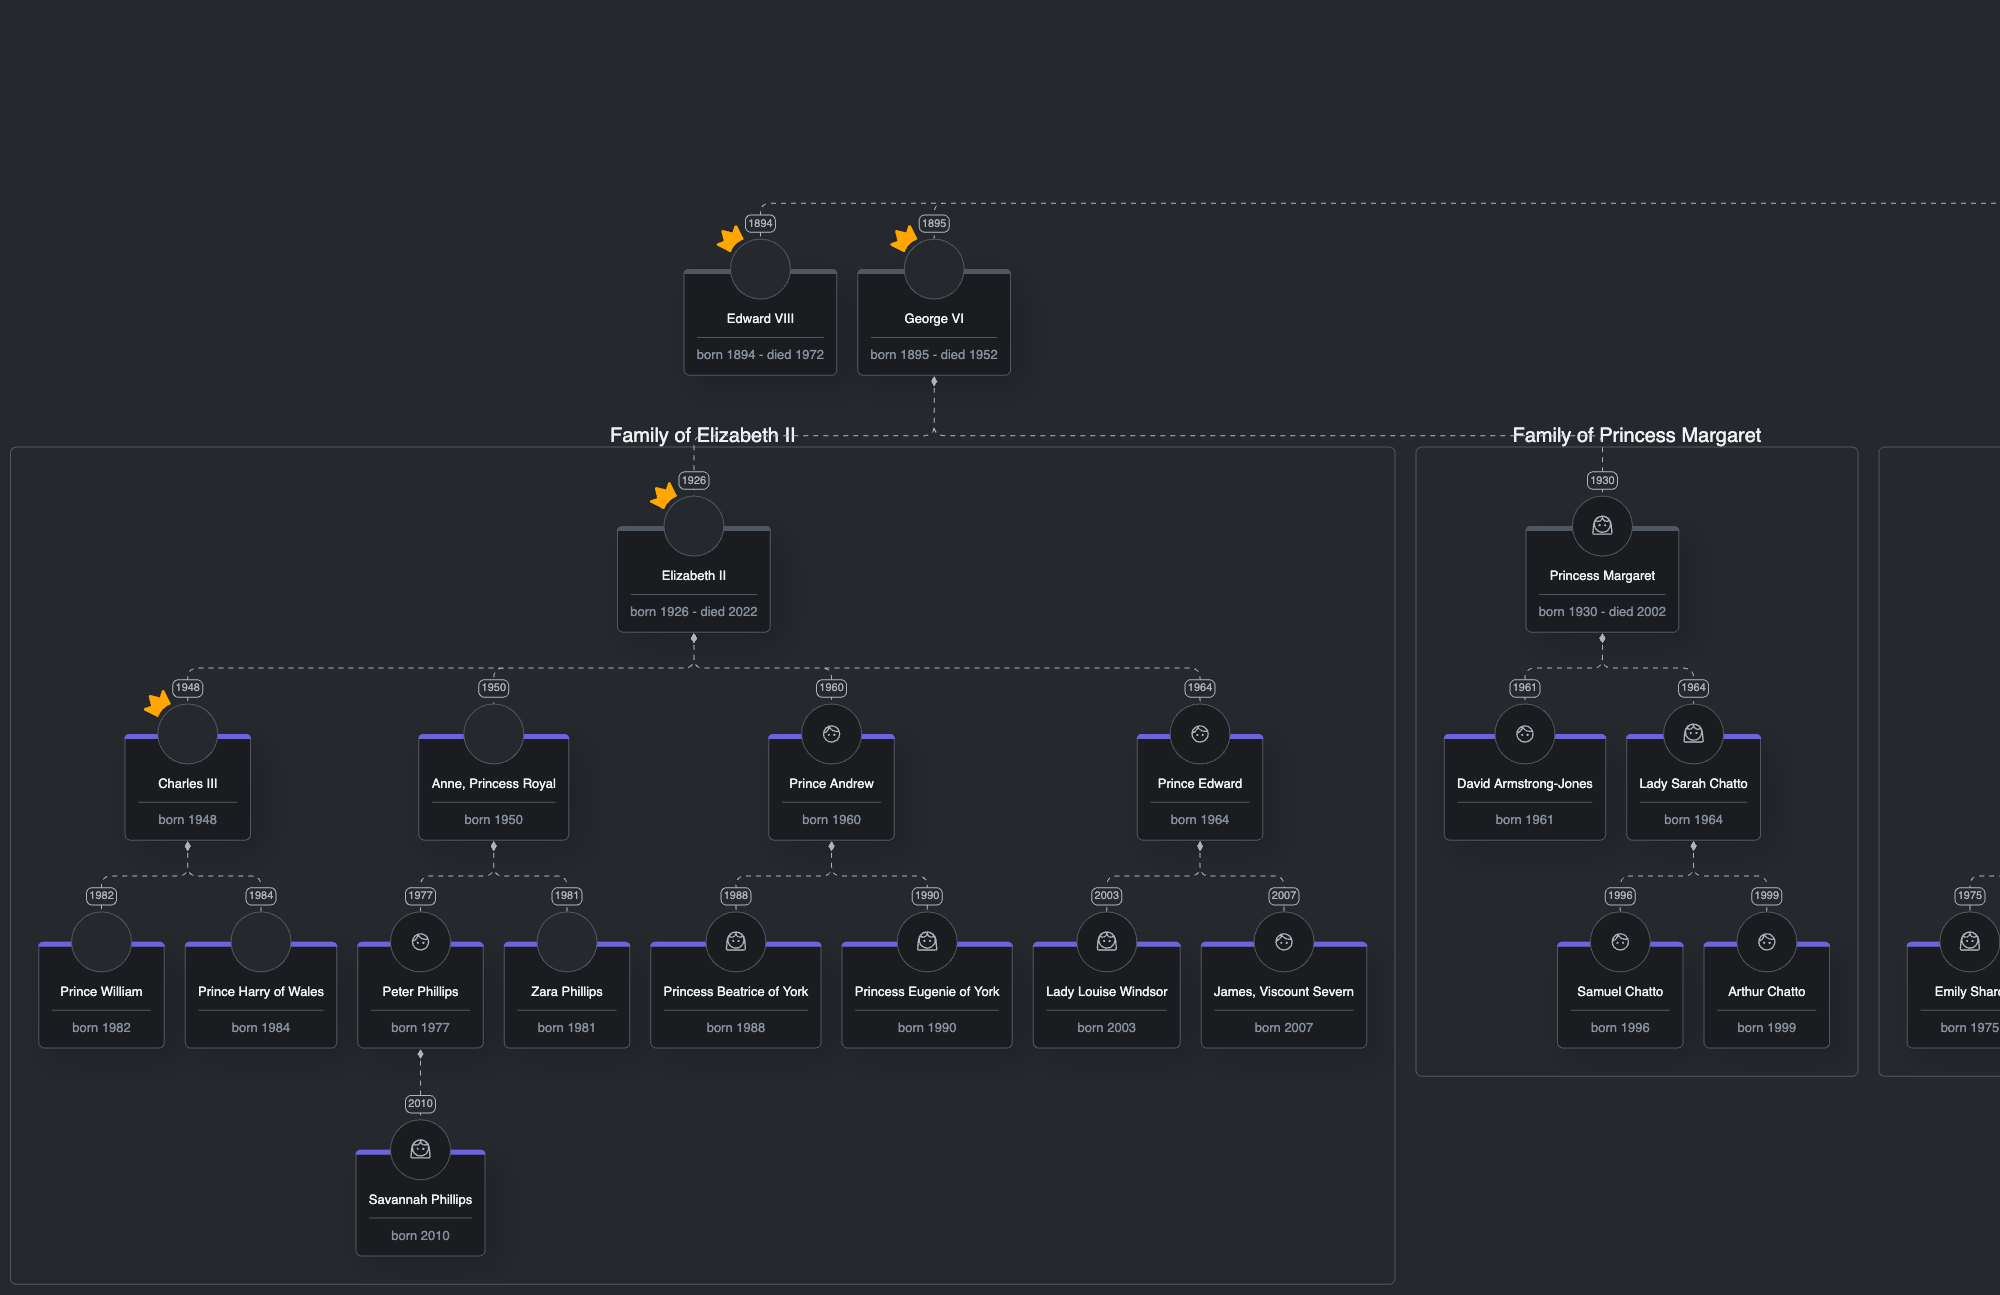 1894
1895
Edward VIII
George VI
born 1894 - died 1972
born 1895 - died 1952
Family of Elizabeth II
Family of Princess Margaret
1926
1930
Elizabeth II
Princess Margaret
born 1926 - died 2022
born 1930 - died 2002
1948
1950
1960
1964
1961
1964
Charles III
Anne, Princess Royal
Prince Andrew
Prince Edward
David Armstrong-Jones
Lady Sarah Chatto
born 1948
born 1950
born 1960
born 1964
born 1961
born 1964
1982
1984
1977
1981
1988
1990
2003
2007
1996
1999
1975
Prince William
Prince Harry of Wales
Peter Phillips
Zara Phillips
Princess Beatrice of York
Princess Eugenie of York
Lady Louise Windsor
James, Viscount Severn
Samuel Chatto
Arthur Chatto
Emily
born 1982
born 1984
born 1977
born 1981
born 1988
born 1990
born 2003
born 2007
born 1996
born 1999
born 1975
2010
Savannah Phillips
born 2010